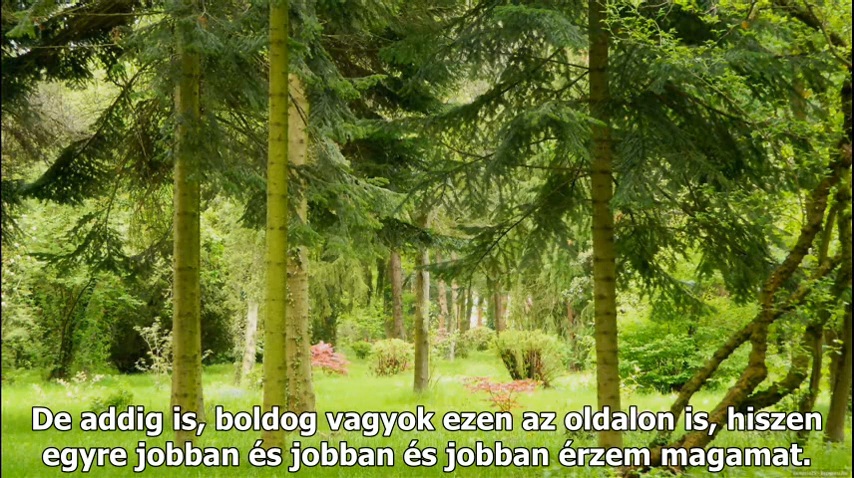 De addig is, boldog vagyok ezen az oldalon is, hiszen
egyre jobban és jobban és jobban érzem magamat.